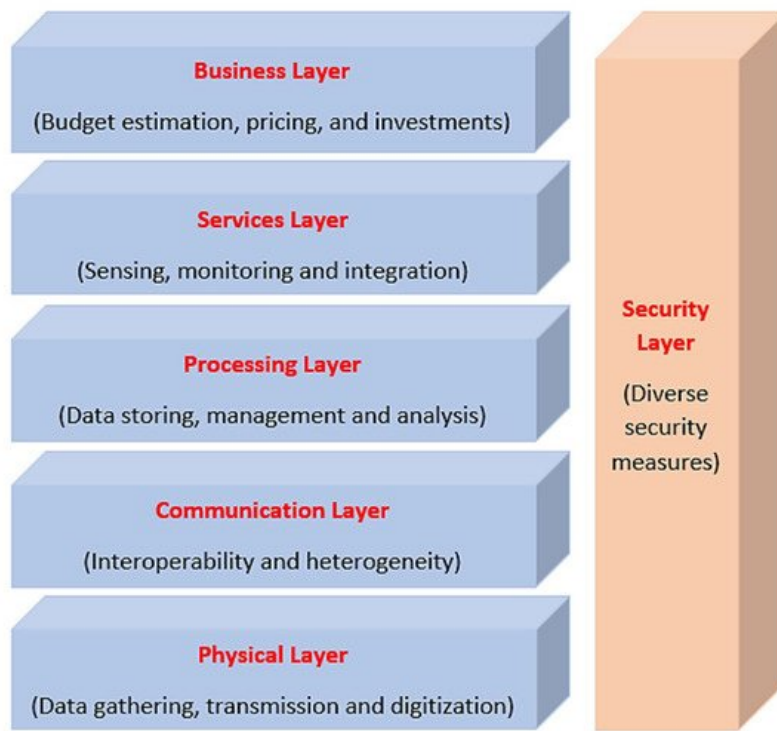 Business Layer
(Budget estimation, pricing, and investments)
Services Layer
(Sensing, monitoring and integration)
Processing Layer
(Data storing, management and analysis)
Communication Layer
(Interoperability and heterogeneity)
Physical Layer
(Data gathering, transmission and digitization)
Security
Layer
(Diverse
security
measures)